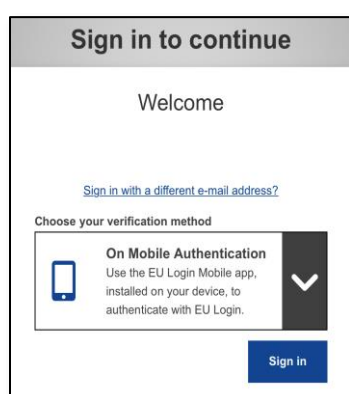 Sign in to continue
Welcome
Sign in with a different e-mail address?
Choose your verification method
On Mobile Authentication
Use the EU Login Mobile app,
installed on your device, to
authenticate with EU Login.
Sign in